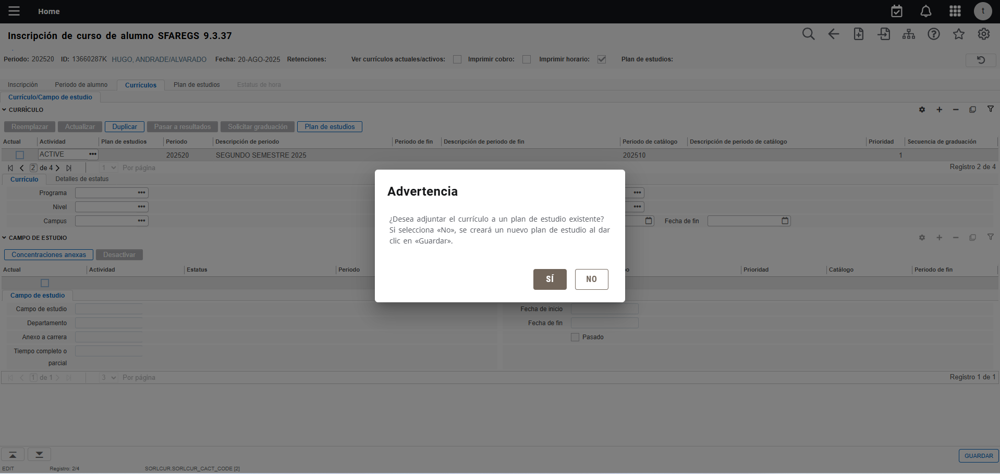 Home
t
Inscripción de curso de alumno SFAREGS 9.3.37
Periodo: 202520 ID: 13660287K HUGO, ANDRADE/ALVARADO Fecha: 20-AGO-2025 Retenciones: Ver currículos actuales/activos: Imprimir cobro: Imprimir horario: Plan de estudios:
Inscripción Periodo de alumno Currículos Plan de estudios Estatus de hora
Currículo/Campo de estudio
CURRÍCULO
Reemplazar Actualizar Duplicar Pasar a resultados Solicitar graduación Plan de estudios
Actual Actividad Plan de estudios Periodo Descripción de periodo Periodo de fin Descripción de periodo de fin Periodo de catálogo Descripción de periodo de catálogo Prioridad Secuencia de graduación
ACTIVE ••• 202520 SEGUNDO SEMESTRE 2025 202510 1
2 de 4 1 Por página Registro 2 de 4
Currículo Detalles de estatus
Programa ••• •••
Nivel ••• •••
Campus ••• Fecha de fin
Advertencia
¿Desea adjuntar el currículo a un plan de estudio existente?
Si selecciona «No», se creará un nuevo plan de estudio al dar
clic en «Guardar».
SÍ NO
CAMPO DE ESTUDIO
Concentraciones anexas Desactivar
Actual Actividad Estatus Periodo Prioridad Catálogo Periodo de fin
Campo de estudio
Campo de estudio Fecha de inicio
Departamento Fecha de fin
Anexo a carrera Pasado
Tiempo completo o
parcial
1 de 1 3 Por página Registro 1 de 1
GUARDAR
EDIT Registro: 2/4 SORLCUR.SORLCUR_CACT_CODE [2]